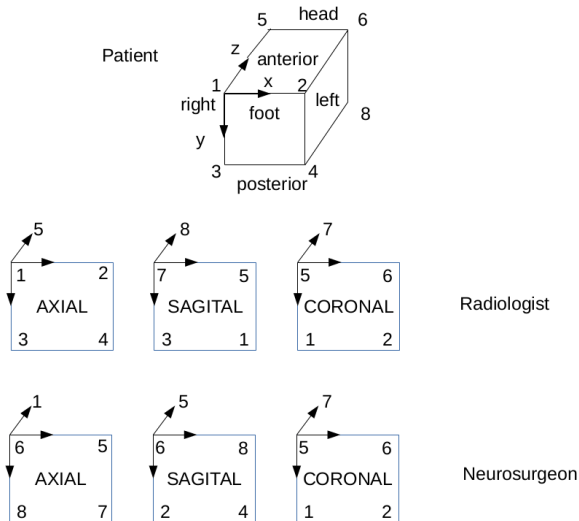 5 head 6
z
Patient anterior
1 x 2
right left
foot 8
y
3 4
posterior
5 8 7
1 2 7 5 5 6
AXIAL SAGITAL CORONAL Radiologist
3 4 3 1 1 2
1 5 7
6 5 6 8 5 6
AXIAL SAGITAL CORONAL Neurosurgeon
8 7 2 4 1 2